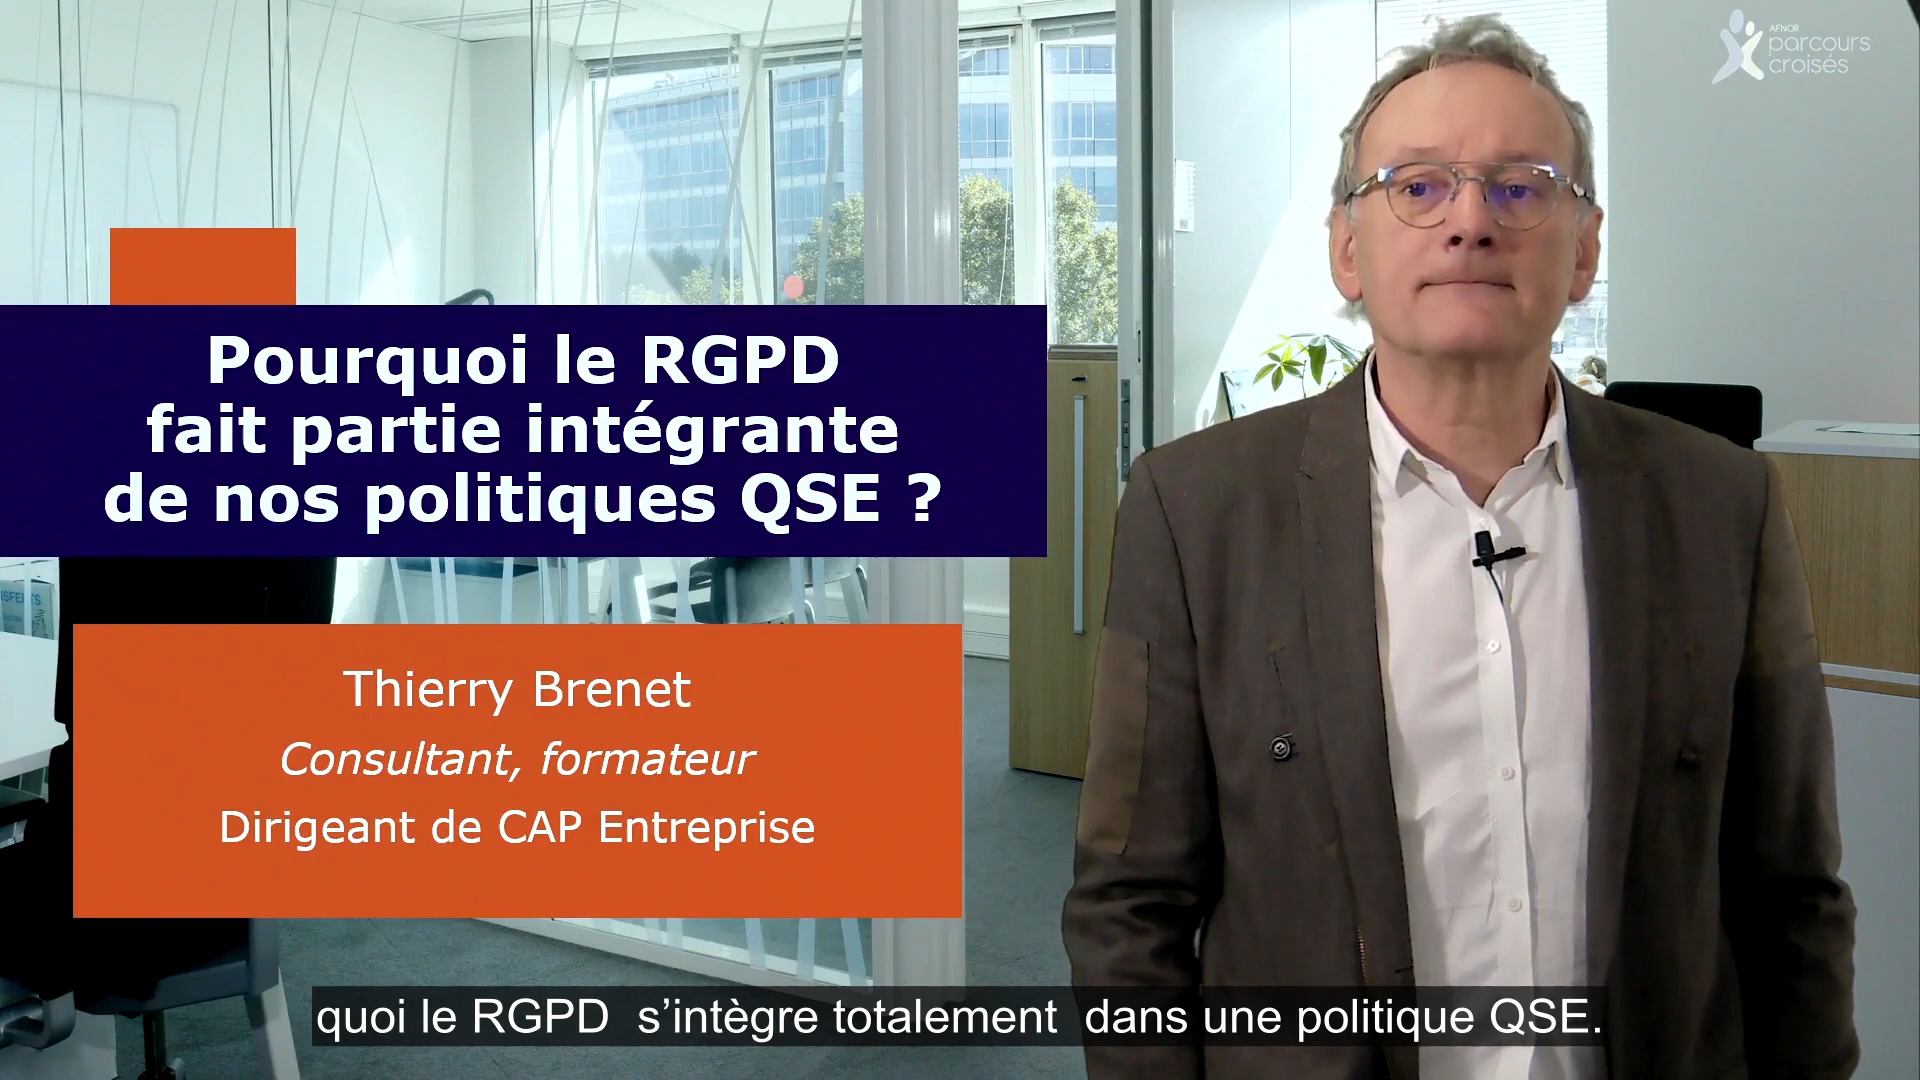 AFNOR
parcours
croisés
Pourquoi le RGPD
fait partie intégrante
de nos politiques QSE ?
Thierry Brenet
Consultant, formateur
Dirigeant de CAP Entreprise
quoi le RGPD s’intègre totalement dans une politique QSE.